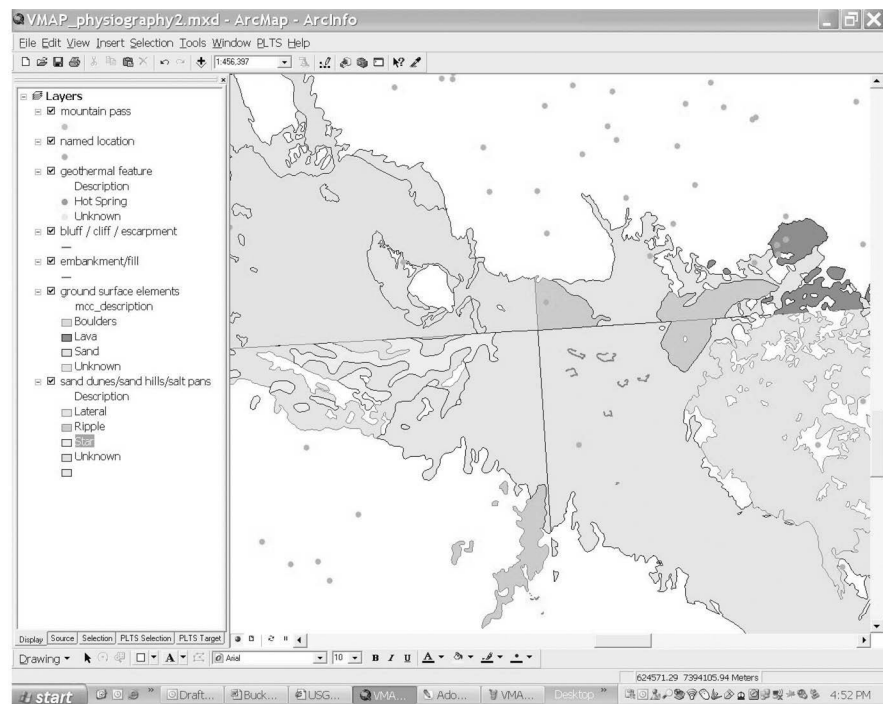 VMAP_physiography2.mxd - ArcMap - ArcInfo
File Edit View Insert Selection Tools Window PLTS Help
1:456,397
Layers
mountain pass
named location
geothermal feature
Description
Hot Spring
Unknown
bluff / cliff / escarpment
embankment/fill
ground surface elements
mcc_description
Boulders
Lava
Sand
Unknown
sand dunes/sand hills/salt pans
Description
Lateral
Ripple
Star
Unknown
Display Source Selection PLTS Selection PLTS Target
Drawing A Arial 10 B I U A
624571.29 7394105.94 Meters
start Draft... Buck... USG... VMA... Ado... VMA... Desktop 4:52 PM